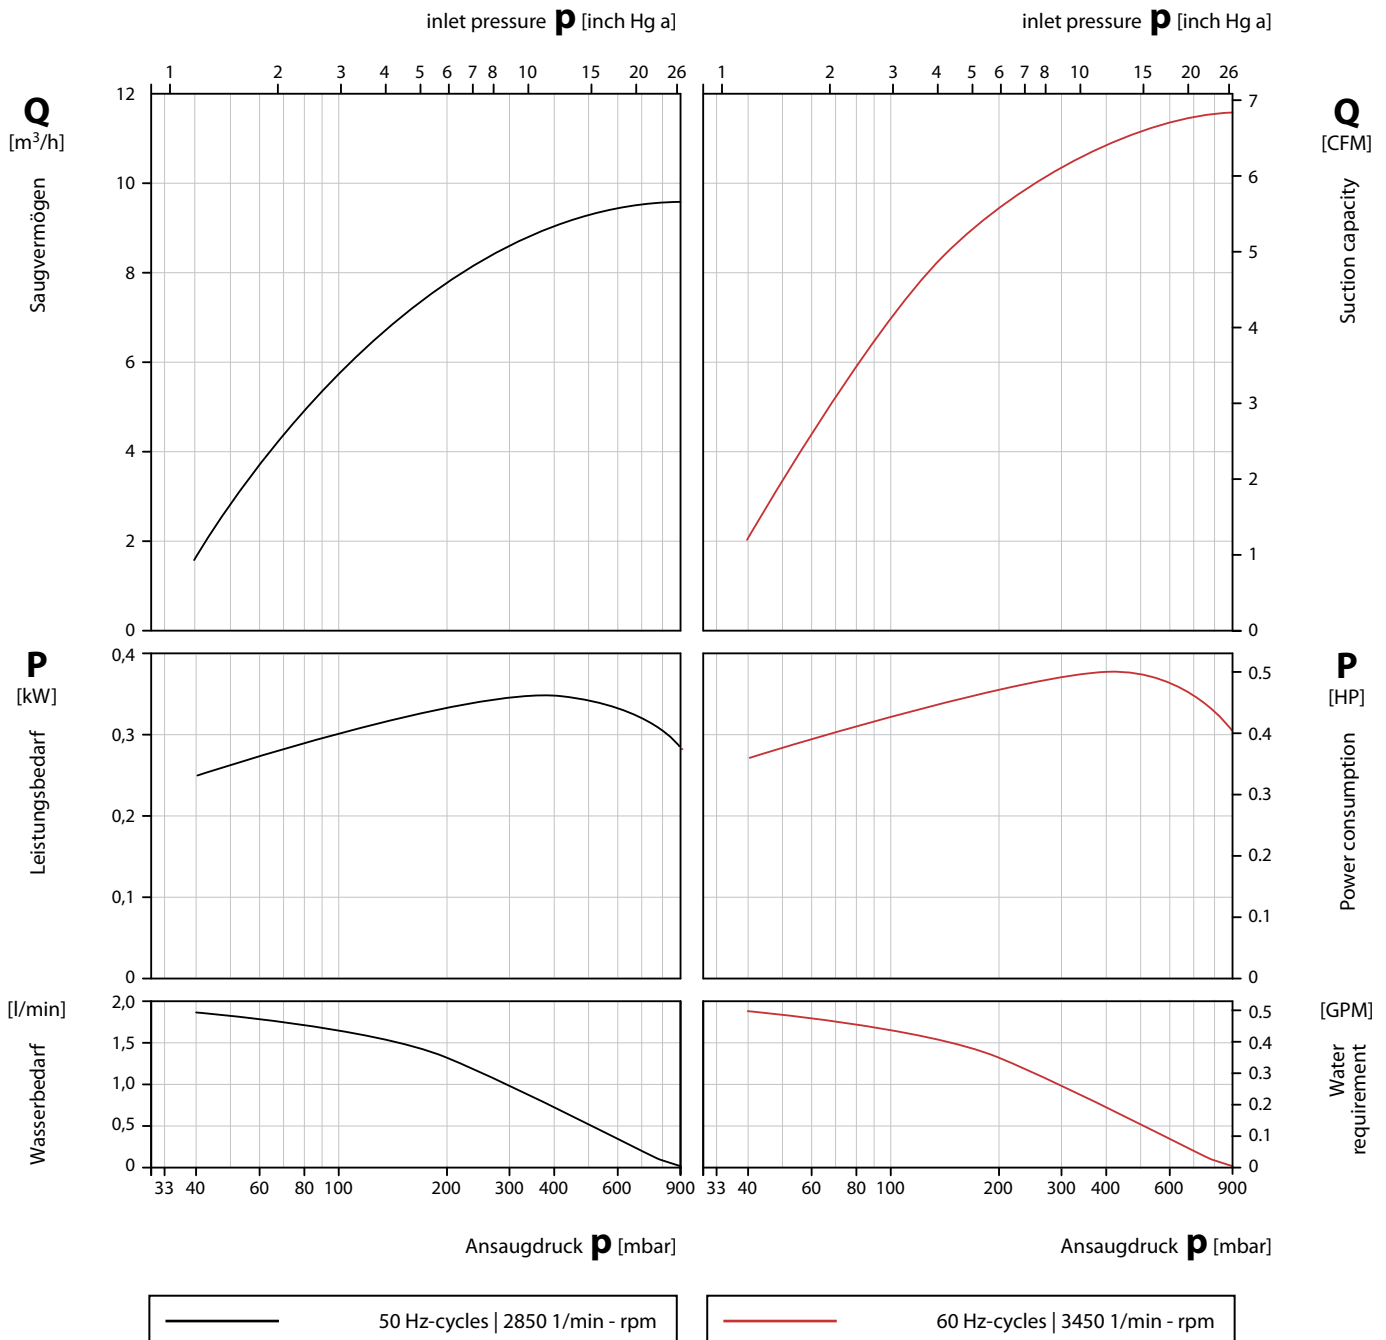 inlet pressure p [inch Hg a] inlet pressure p [inch Hg a]
1 2 3 4 5 6 7 8 10 15 20 26 1 2 3 4 5 6 7 8 10 15 20 26
Q
[m³/h]
Saugvermögen
12
10
8
6
4
2
0
Q
[CFM]
Suction capacity
7
6
5
4
3
2
1
0
P
[kW]
Leistungsbedarf
0,4
0,3
0,2
0,1
0
P
[HP]
Power consumption
0.5
0.4
0.3
0.2
0.1
0
[l/min]
Wasserbedarf
2,0
1,5
1,0
0,5
0
[GPM]
Water
requirement
0.5
0.4
0.3
0.2
0.1
0
33 40 60 80 100 200 300 400 600 900 33 40 60 80 100 200 300 400 600 900
Ansaugdruck p [mbar] Ansaugdruck p [mbar]
50 Hz-cycles | 2850 1/min - rpm 60 Hz-cycles | 3450 1/min - rpm